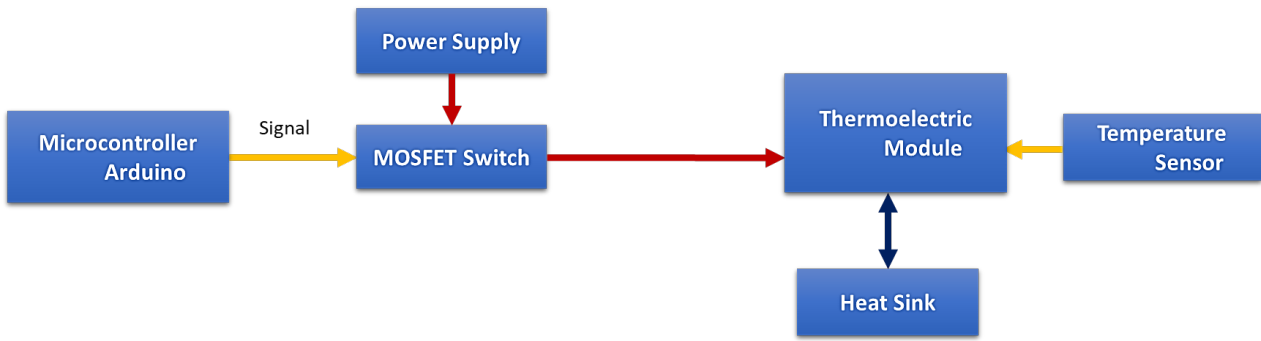 Power Supply
Microcontroller
Arduino
Signal
MOSFET Switch
Thermoelectric
Module
Temperature
Sensor
Heat Sink